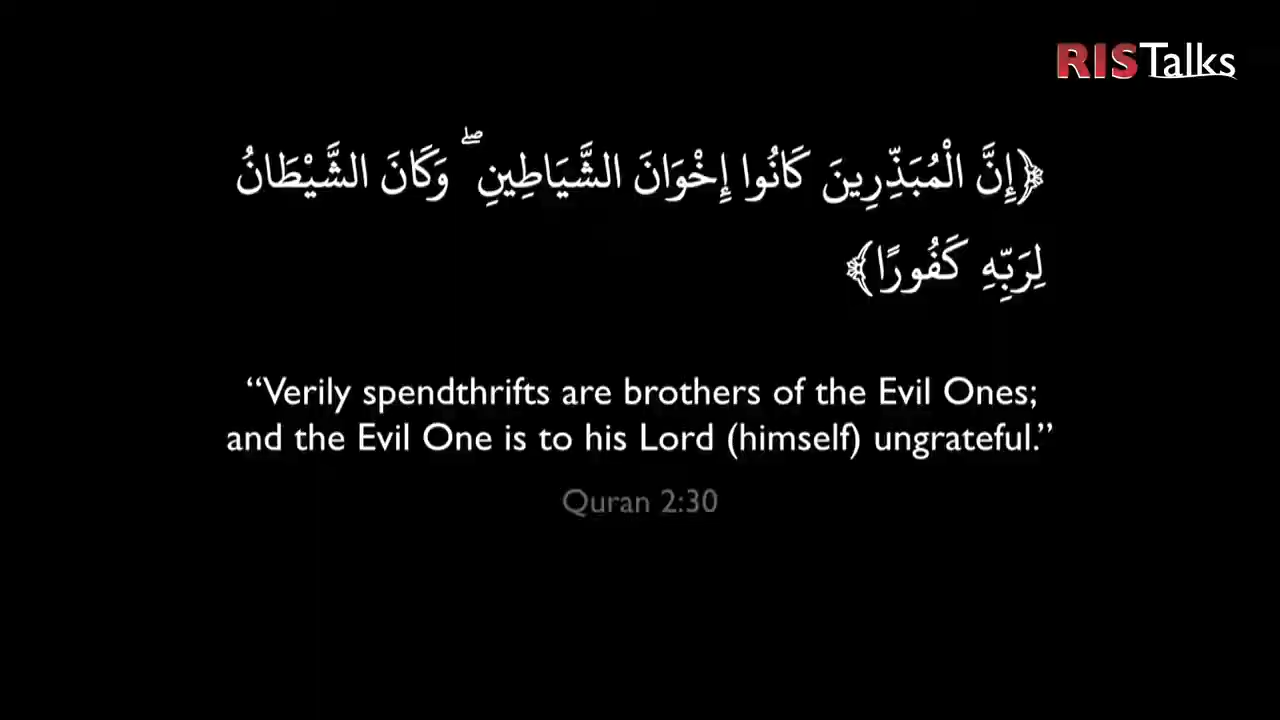 RISTalks
﴿إِنَّ الْمُبَذِّرِينَ كَانُوا إِخْوَانَ الشَّيَاطِينِ ۖ وَكَانَ الشَّيْطَانُ
لِرَبِّهِ كَفُورًا﴾
“Verily spendthrifts are brothers of the Evil Ones;
and the Evil One is to his Lord (himself) ungrateful.”
Quran 2:30